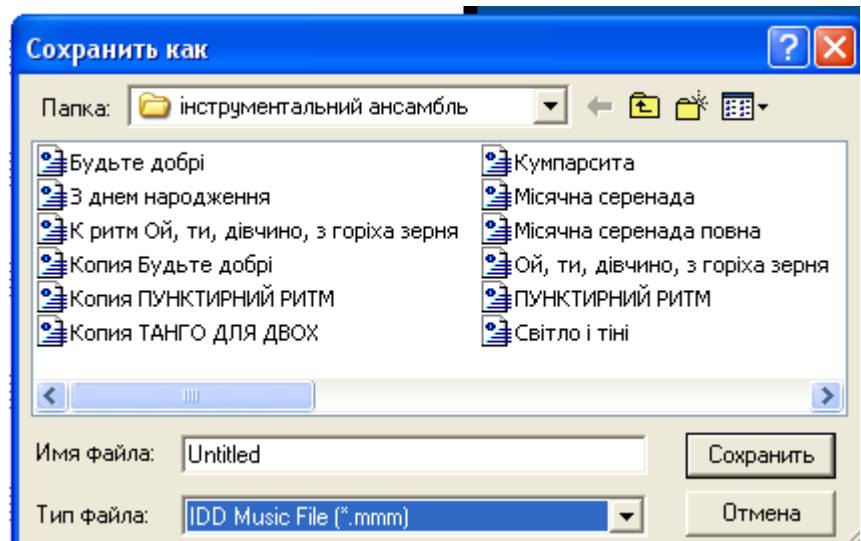 Сохранить как
Папка: інструментальний ансамбль
Будьте добрі
З днем народження
К ритм Ой, ти, дівчино, з горіха зерня
Копия Будьте добрі
Копия ПУНКТИРНИЙ РИТМ
Копия ТАНГО ДЛЯ ДВОХ
Кумпарсита
Місячна серенада
Місячна серенада повна
Ой, ти, дівчино, з горіха зерня
ПУНКТИРНИЙ РИТМ
Світло і тіні
Имя файла: Untitled
Сохранить
Тип файла: IDD Music File (*.mmm)
Отмена